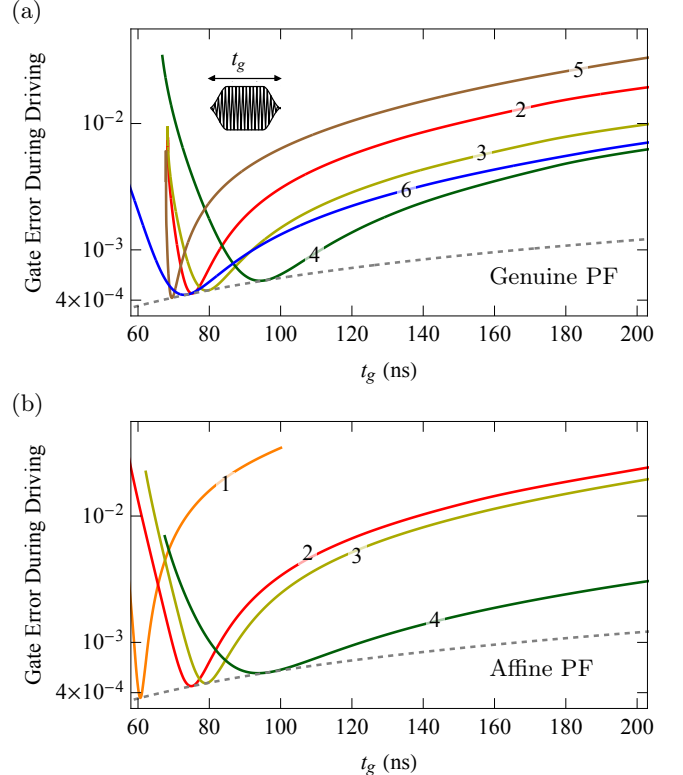 (a)
t_g
5
2
3
6
4
10⁻²
10⁻³
4×10⁻⁴
Gate Error During Driving
Genuine PF
60 80 100 120 140 160 180 200
t_g (ns)
(b)
1
2
3
4
10⁻²
10⁻³
4×10⁻⁴
Gate Error During Driving
Affine PF
60 80 100 120 140 160 180 200
t_g (ns)